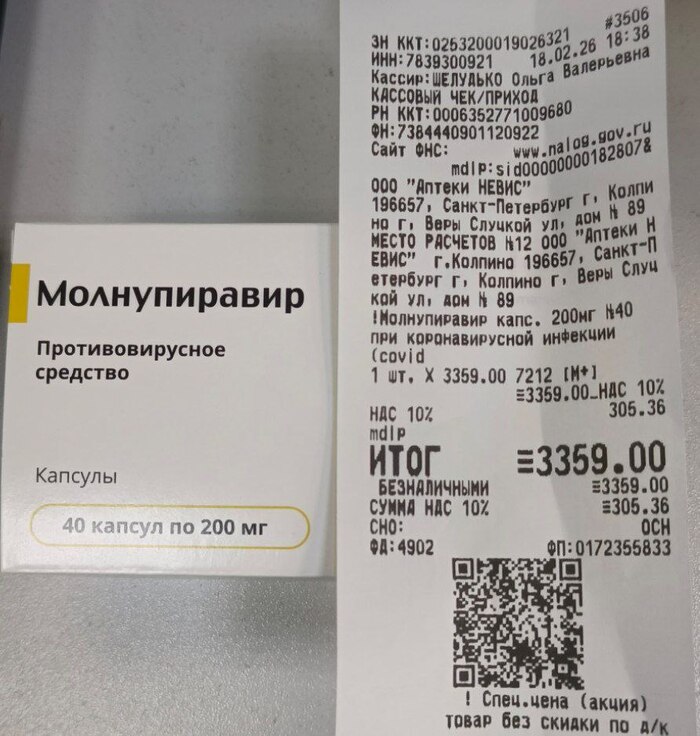 Молнупиравир
Противовирусное
средство
Капсулы
40 капсул по 200 мг
#3506
ЗН ККТ:0253200019026321 18.02.26 18:38
ИНН:7839300921
Кассир:ШЕЛУДЬКО Ольга Валерьевна
КАССОВЫЙ ЧЕК/ПРИХОД
РН ККТ:0006352771009680
ФН:7384440901120922
Сайт ФНС: www.nalog.gov.ru
mdlp:sid00000000182807&
ООО "Аптеки НЕВИС"
196657, Санкт-Петербург г, Колпи
но г, Веры Слуцкой ул, дом № 89
МЕСТО РАСЧЕТОВ №12 ООО "Аптеки Н
ЕВИС" г.Колпино 196657, Санкт-П
етербург г, Колпино г, Веры Слуц
кой ул, дом № 89
!Молнупиравир капс. 200мг №40
при коронавирусной инфекции
(covid
1 шт. X 3359.00 7212 [M+]
≡3359.00_НДС 10%
НДС 10% 305.36
mdlp
ИТОГ ≡3359.00
БЕЗНАЛИЧНЫМИ ≡3359.00
СУММА НДС 10% ≡305.36
СНО: ОСН
ФД:4902 ФП:0172355833
! Спец.цена (акция)
товар без скидки по д/к